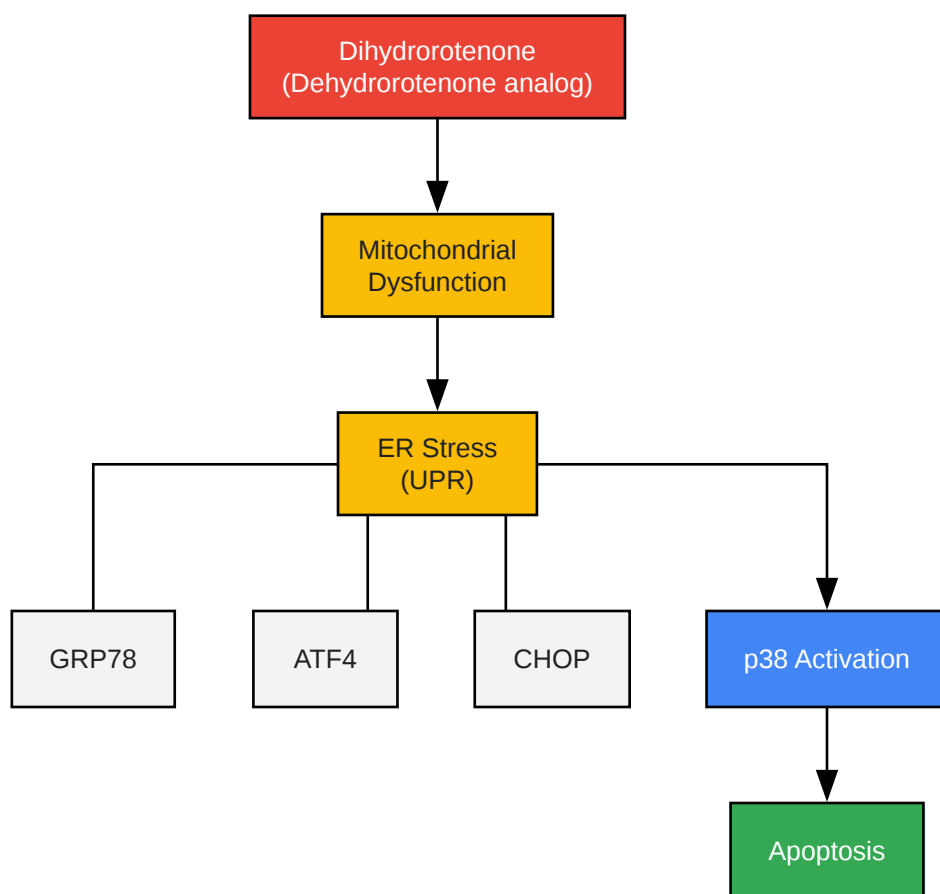 Dihydrorotenone
(Dehydrorotenone analog)
Mitochondrial
Dysfunction
ER Stress
(UPR)
GRP78
ATF4
CHOP
p38 Activation
Apoptosis